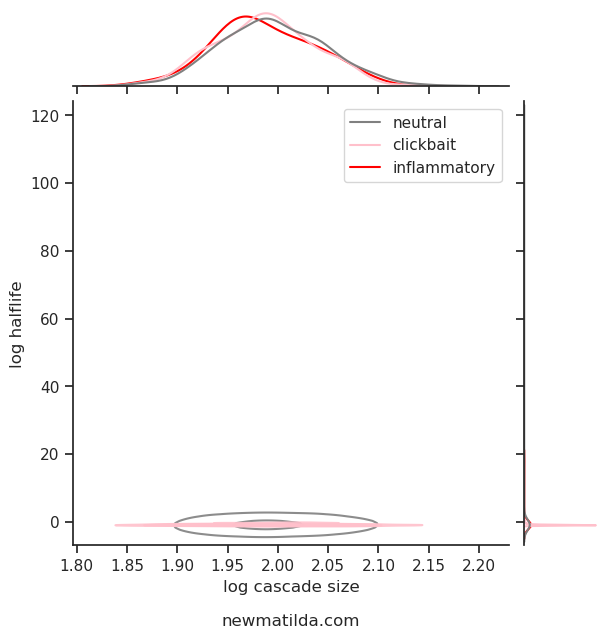 neutral
clickbait
inflammatory
log halflife
120
100
80
60
40
20
0
1.80 1.85 1.90 1.95 2.00 2.05 2.10 2.15 2.20
log cascade size
newmatilda.com